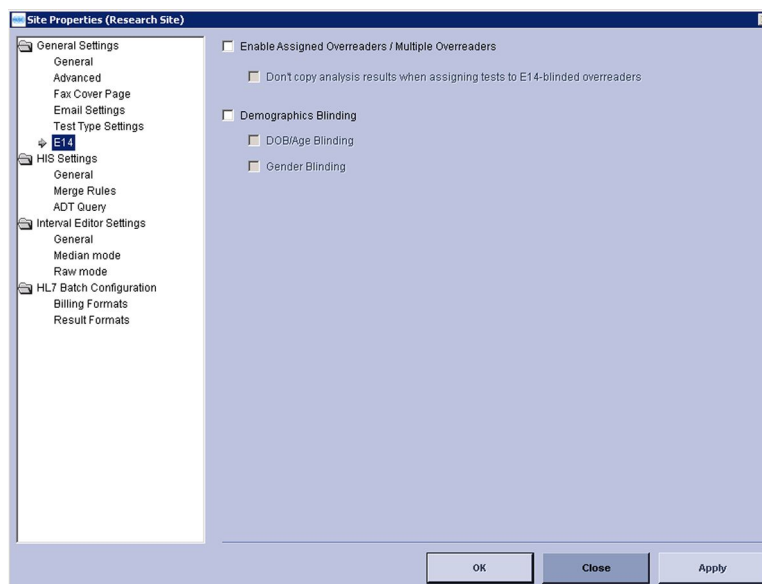 Site Properties (Research Site)
General Settings
General
Advanced
Fax Cover Page
Email Settings
Test Type Settings
E14
HIS Settings
General
Merge Rules
ADT Query
Interval Editor Settings
General
Median mode
Raw mode
HL7 Batch Configuration
Billing Formats
Result Formats
Enable Assigned Overreaders / Multiple Overreaders
Don't copy analysis results when assigning tests to E14-blinded overreaders
Demographics Blinding
DOB/Age Blinding
Gender Blinding
OK
Close
Apply